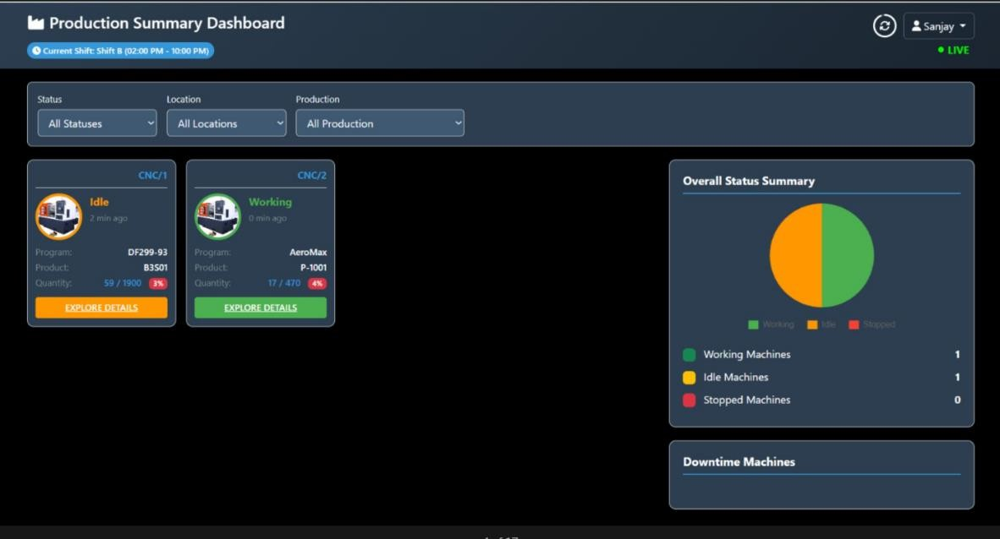 Production Summary Dashboard
Sanjay
Current Shift: Shift B (02:00 PM - 10:00 PM)
LIVE
Status Location Production
All Statuses All Locations All Production
CNC/1
Idle
2 min ago
Program: DF299-93
Product: B3S01
Quantity: 59 / 1900 3%
EXPLORE DETAILS
CNC/2
Working
0 min ago
Program: AeroMax
Product: P-1001
Quantity: 17 / 470 4%
EXPLORE DETAILS
Overall Status Summary
Working Idle Stopped
Working Machines 1
Idle Machines 1
Stopped Machines 0
Downtime Machines